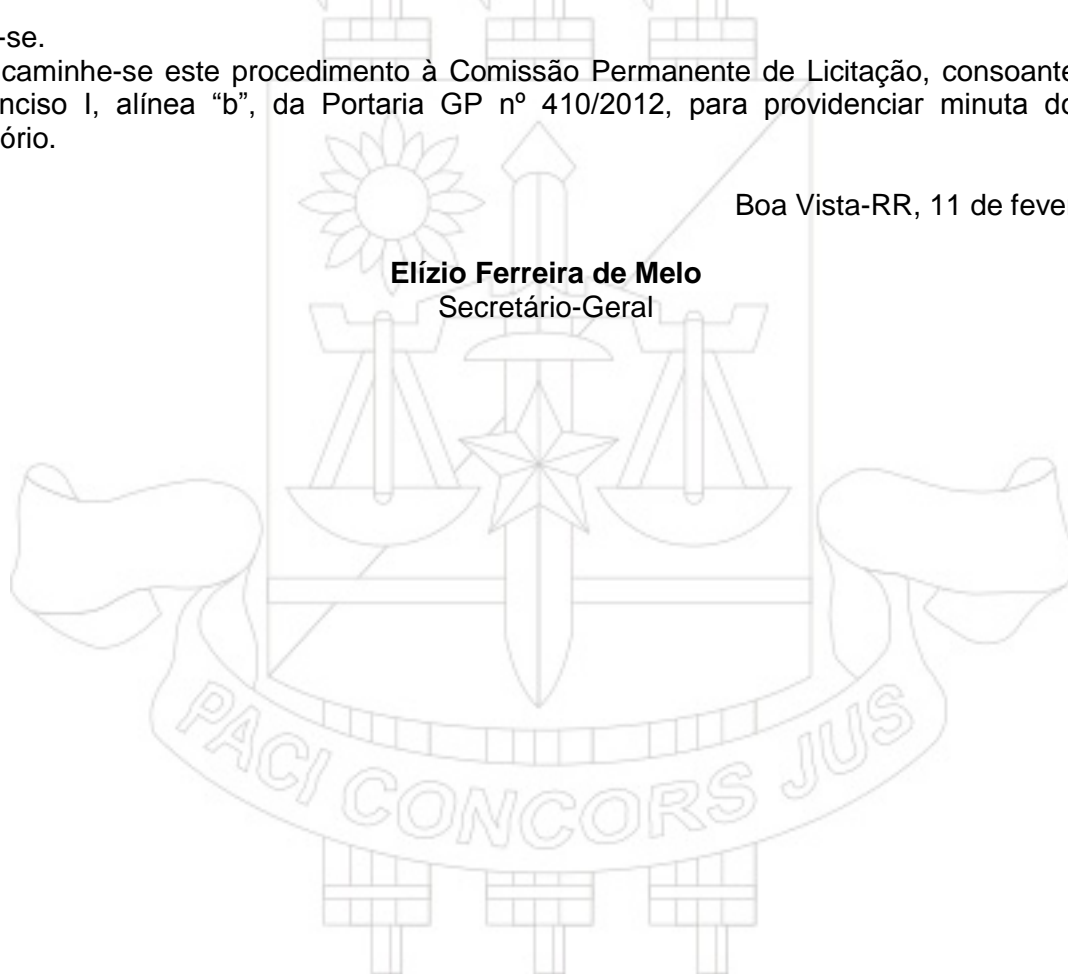 -se.
caminhe-se este procedimento à Comissão Permanente de Licitação, consoante
nciso I, alínea “b”, da Portaria GP nº 410/2012, para providenciar minuta do
ório.
Boa Vista-RR, 11 de feve
Elízio Ferreira de Melo
Secretário-Geral
PACI CONCORS JUS